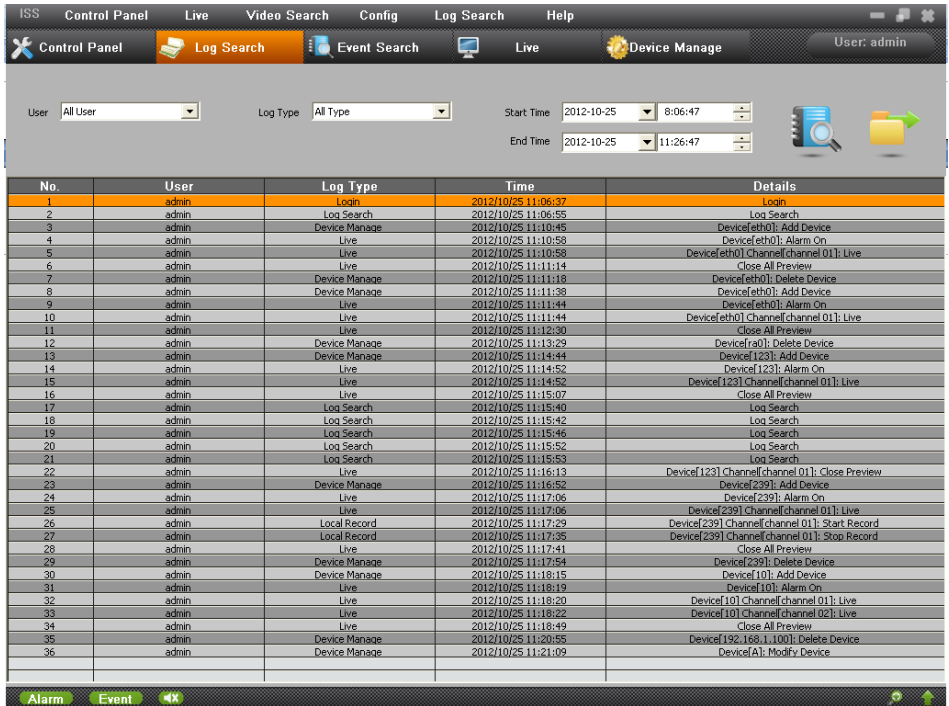 ISS Control Panel Live Video Search Config Log Search Help
Control Panel Log Search Event Search Live Device Manage User: admin
User All User Log Type All Type Start Time 2012-10-25 8:06:47
End Time 2012-10-25 11:26:47
No. User Log Type Time Details
1 admin Login 2012/10/25 11:06:37 Login
2 admin Log Search 2012/10/25 11:06:55 Log Search
3 admin Device Manage 2012/10/25 11:10:45 Device[eth0]: Add Device
4 admin Live 2012/10/25 11:10:58 Device[eth0]: Alarm On
5 admin Live 2012/10/25 11:10:58 Device[eth0] Channel[channel 01]: Live
6 admin Live 2012/10/25 11:11:14 Close All Preview
7 admin Device Manage 2012/10/25 11:11:18 Device[eth0]: Delete Device
8 admin Device Manage 2012/10/25 11:11:38 Device[eth0]: Add Device
9 admin Live 2012/10/25 11:11:44 Device[eth0]: Alarm On
10 admin Live 2012/10/25 11:11:44 Device[eth0] Channel[channel 01]: Live
11 admin Live 2012/10/25 11:12:30 Close All Preview
12 admin Device Manage 2012/10/25 11:13:29 Device[ra0]: Delete Device
13 admin Device Manage 2012/10/25 11:14:44 Device[123]: Add Device
14 admin Live 2012/10/25 11:14:52 Device[123]: Alarm On
15 admin Live 2012/10/25 11:14:52 Device[123] Channel[channel 01]: Live
16 admin Live 2012/10/25 11:15:07 Close All Preview
17 admin Log Search 2012/10/25 11:15:40 Log Search
18 admin Log Search 2012/10/25 11:15:42 Log Search
19 admin Log Search 2012/10/25 11:15:46 Log Search
20 admin Log Search 2012/10/25 11:15:52 Log Search
21 admin Log Search 2012/10/25 11:15:53 Log Search
22 admin Live 2012/10/25 11:16:13 Device[123] Channel[channel 01]: Close Preview
23 admin Device Manage 2012/10/25 11:16:52 Device[239]: Add Device
24 admin Live 2012/10/25 11:17:06 Device[239]: Alarm On
25 admin Live 2012/10/25 11:17:06 Device[239] Channel[channel 01]: Live
26 admin Local Record 2012/10/25 11:17:29 Device[239] Channel[channel 01]: Start Record
27 admin Local Record 2012/10/25 11:17:35 Device[239] Channel[channel 01]: Stop Record
28 admin Live 2012/10/25 11:17:41 Close All Preview
29 admin Device Manage 2012/10/25 11:17:54 Device[239]: Delete Device
30 admin Device Manage 2012/10/25 11:18:15 Device[10]: Add Device
31 admin Live 2012/10/25 11:18:19 Device[10]: Alarm On
32 admin Live 2012/10/25 11:18:20 Device[10] Channel[channel 01]: Live
33 admin Live 2012/10/25 11:18:22 Device[10] Channel[channel 02]: Live
34 admin Live 2012/10/25 11:18:49 Close All Preview
35 admin Device Manage 2012/10/25 11:20:55 Device[192.168.1.100]: Delete Device
36 admin Device Manage 2012/10/25 11:21:09 Device[A]: Modify Device
Alarm Event